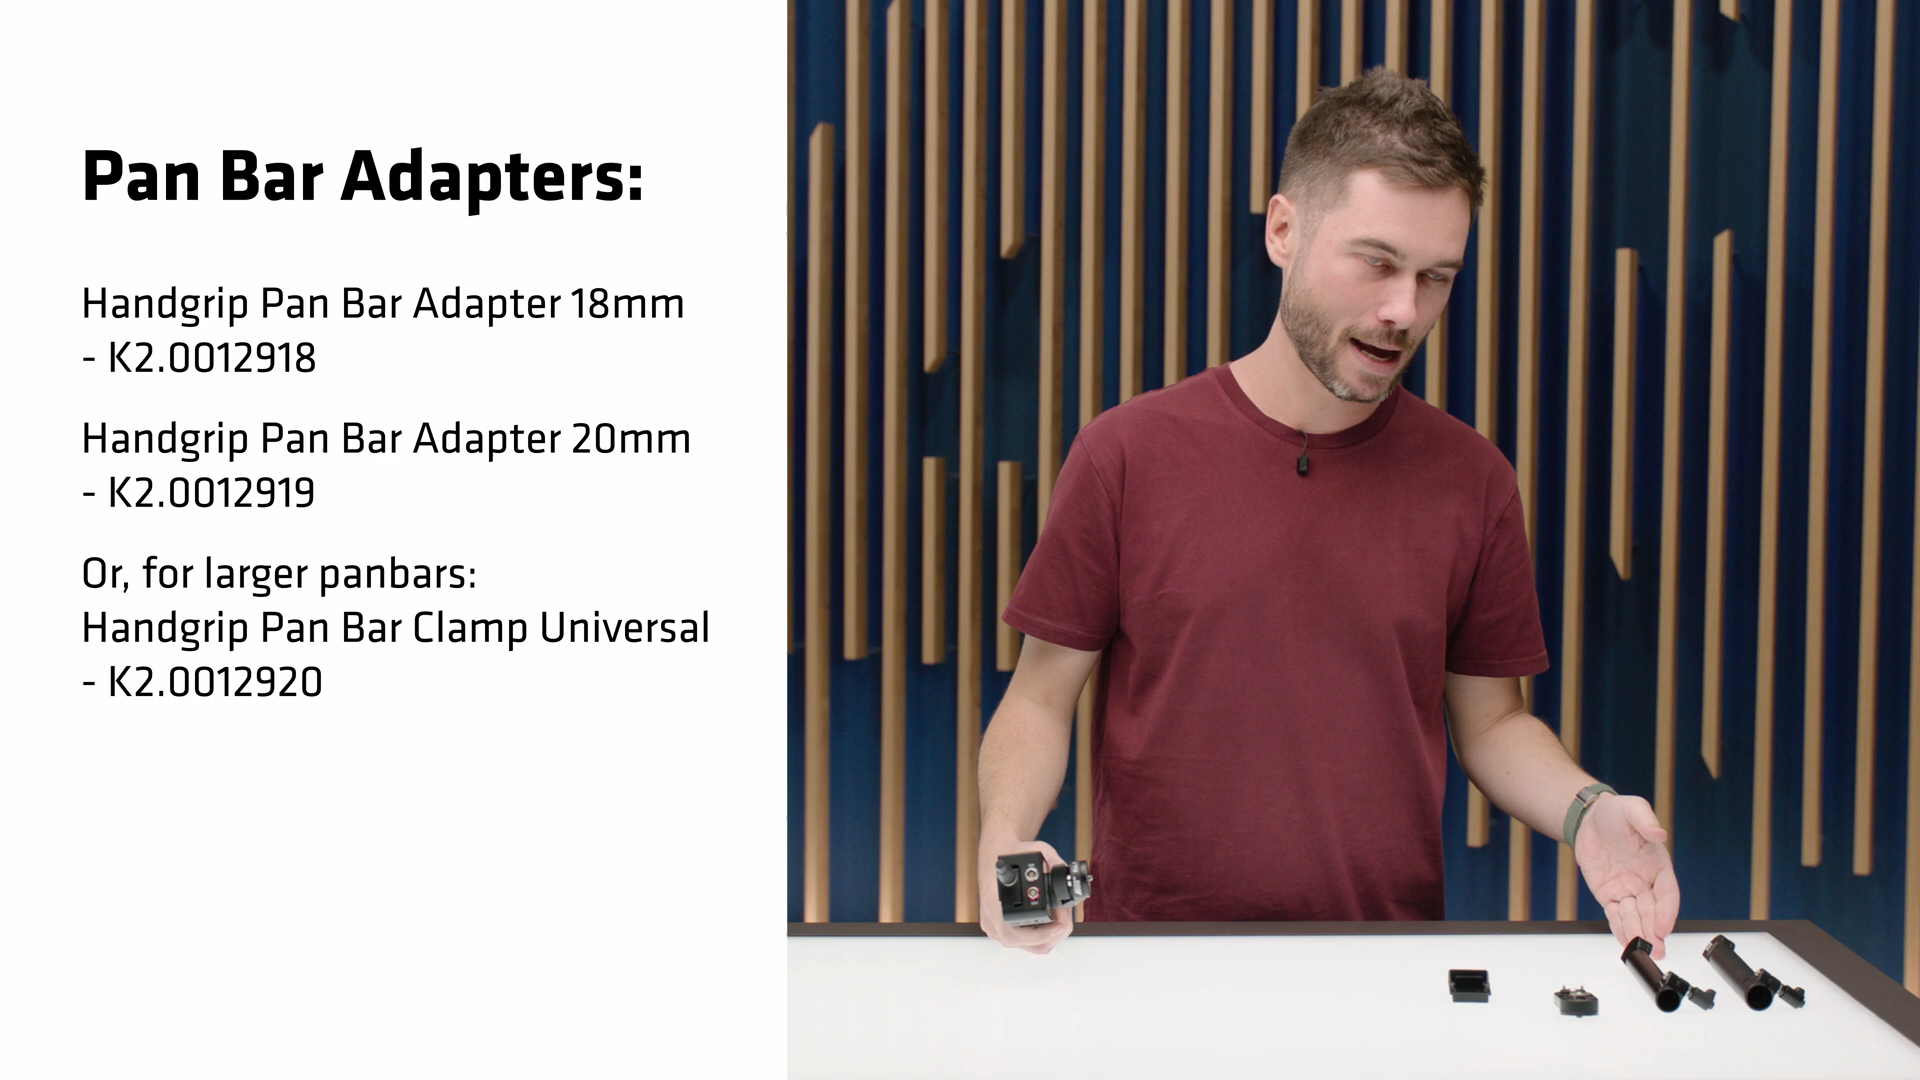 Pan Bar Adapters:
Handgrip Pan Bar Adapter 18mm
- K2.0012918
Handgrip Pan Bar Adapter 20mm
- K2.0012919
Or, for larger panbars:
Handgrip Pan Bar Clamp Universal
- K2.0012920